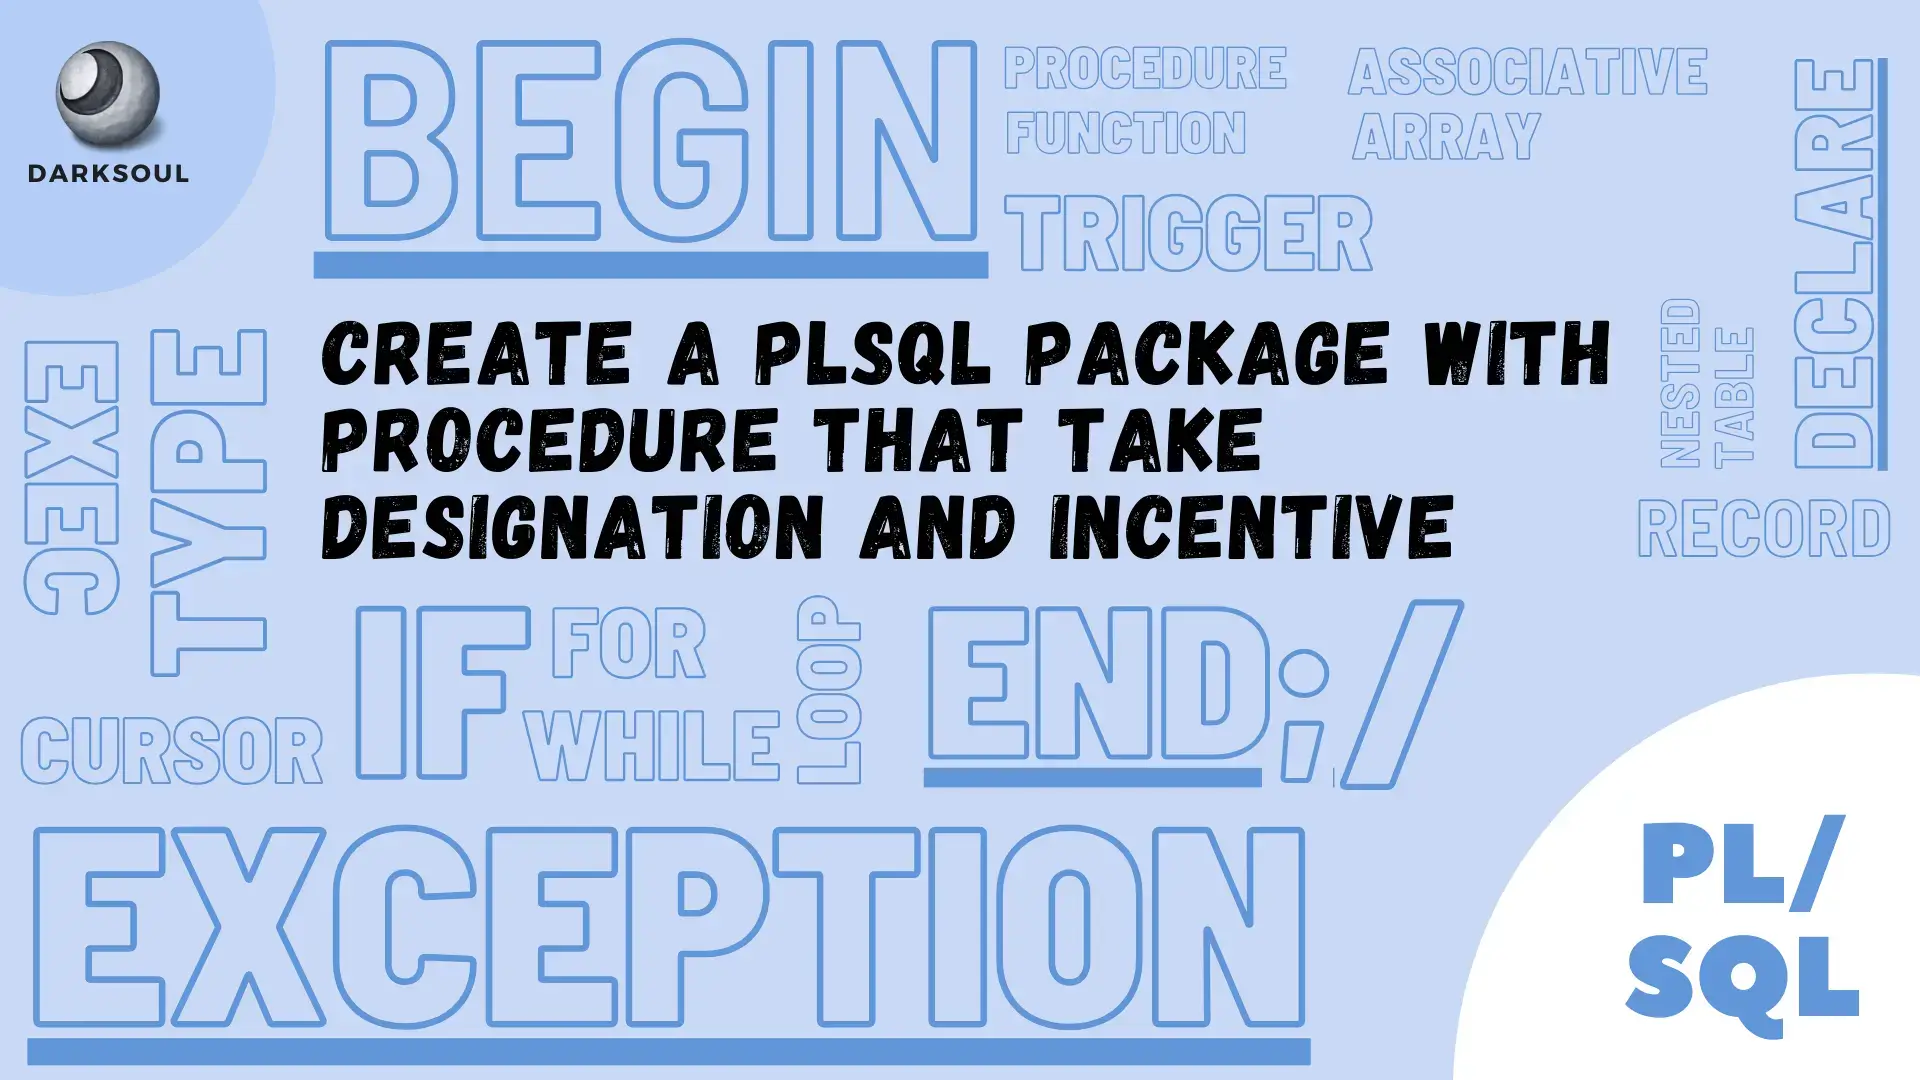 DARKSOUL
BEGIN
PROCEDURE
FUNCTION
TRIGGER
ASSOCIATIVE
ARRAY
DECLARE
NESTED
TABLE
RECORD
EXEC
TYPE
CREATE A PLSQL PACKAGE WITH
PROCEDURE THAT TAKE
DESIGNATION AND INCENTIVE
CURSOR
IF
FOR
WHILE
LOOP
END;/
EXCEPTION
PL/
SQL